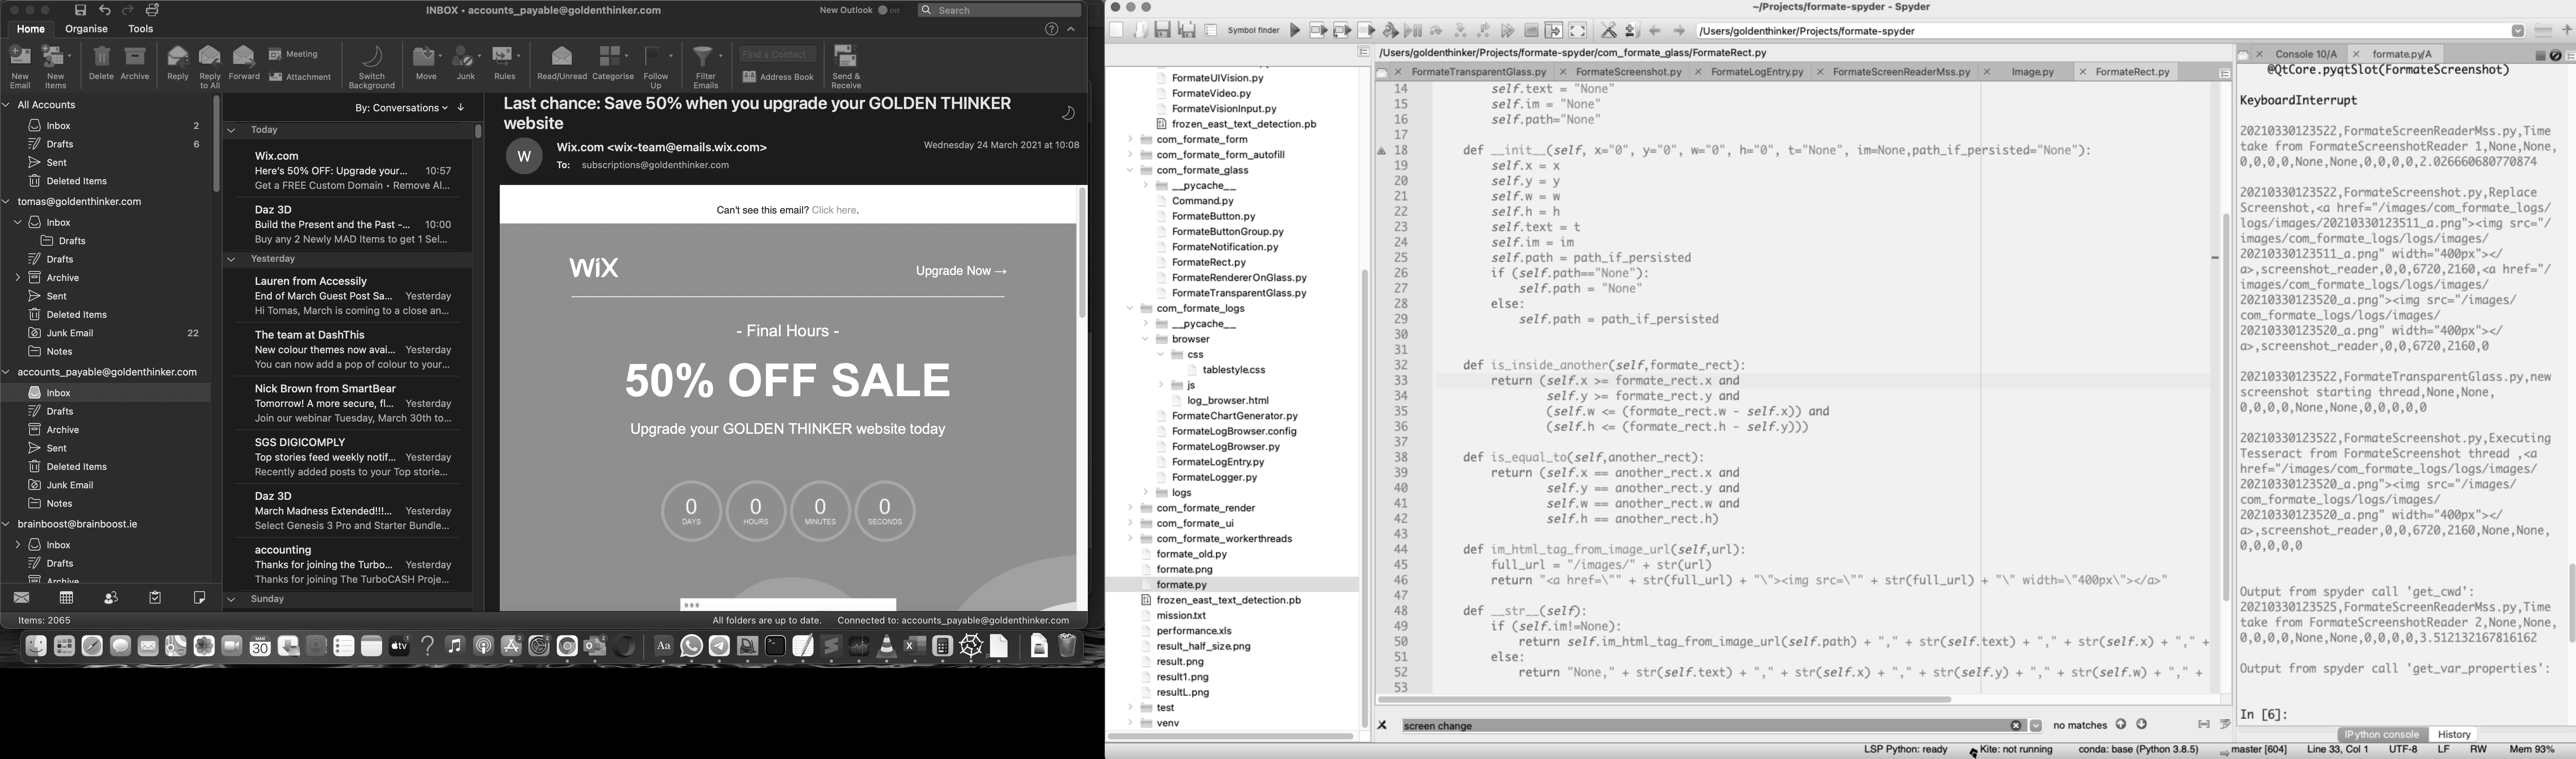 INBOX • accounts_payable@goldenthinker.com
New Outlook
Off
Search
Home
Organise
Tools
New Email
New Items
Delete
Archive
Reply
Reply to All
Forward
Meeting
Attachment
Switch Background
Move
Junk
Rules
Read/Unread
Categorise
Follow Up
Filter Emails
Find a Contact
Address Book
Send & Receive
All Accounts
Inbox 2
Drafts 6
Sent
Deleted Items
tomas@goldenthinker.com
Inbox
Drafts
Drafts
Archive
Sent
Deleted Items
Junk Email 22
Notes
accounts_payable@goldenthinker.com
Inbox
Drafts
Archive
Sent
Deleted Items
Junk Email
Notes
brainboost@brainboost.ie
Inbox
Drafts
Archive
Items: 2065
By: Conversations
Today
Wix.com
Here's 50% OFF: Upgrade your... 10:57
Get a FREE Custom Domain • Remove Al...
Daz 3D
Build the Present and the Past -... 10:00
Buy any 2 Newly MAD Items to get 1 Sel...
Yesterday
Lauren from Accessily
End of March Guest Post Sa... Yesterday
Hi Tomas, March is coming to a close an...
The team at DashThis
New colour themes now avai... Yesterday
You can now add a pop of colour to your...
Nick Brown from SmartBear
Tomorrow! A more secure, fl... Yesterday
Join our webinar Tuesday, March 30th to...
SGS DIGICOMPLY
Top stories feed weekly notif... Yesterday
Recently added posts to your Top storie...
Daz 3D
March Madness Extended!!!... Yesterday
Select Genesis 3 Pro and Starter Bundle...
accounting
Thanks for joining the Turbo... Yesterday
Thanks for joining The TurboCASH Proje...
Sunday
Last chance: Save 50% when you upgrade your GOLDEN THINKER
website
W
Wix.com <wix-team@emails.wix.com>
Wednesday 24 March 2021 at 10:08
To: subscriptions@goldenthinker.com
Can't see this email? Click here.
WiX
Upgrade Now →
- Final Hours -
50% OFF SALE
Upgrade your GOLDEN THINKER website today
0 0 0 0
DAYS HOURS MINUTES SECONDS
All folders are up to date.
Connected to: accounts_payable@goldenthinker.com
MAR
30
tv
Aa
~/Projects/formate-spyder - Spyder
Symbol finder
/Users/goldenthinker/Projects/formate-spyder
/Users/goldenthinker/Projects/formate-spyder/com_formate_glass/FormateRect.py
FormateUIVision.py
FormateVideo.py
FormateVisionInput.py
frozen_east_text_detection.pb
com_formate_form
com_formate_form_autofill
com_formate_glass
__pycache__
Command.py
FormateButton.py
FormateButtonGroup.py
FormateNotification.py
FormateRect.py
FormateRendererOnGlass.py
FormateTransparentGlass.py
com_formate_logs
__pycache__
browser
css
tablestyle.css
js
log_browser.html
FormateChartGenerator.py
FormateLogBrowser.config
FormateLogBrowser.py
FormateLogEntry.py
FormateLogger.py
logs
com_formate_render
com_formate_ui
com_formate_workerthreads
formate_old.py
formate.png
formate.py
frozen_east_text_detection.pb
mission.txt
performance.xls
result_half_size.png
result.png
result1.png
resultL.png
test
venv
FormateTransparentGlass.py
FormateScreenshot.py
FormateLogEntry.py
FormateScreenReaderMss.py
Image.py
FormateRect.py
14 self.text = "None"
15 self.im = "None"
16 self.path="None"
17
18 def __init__(self, x="0", y="0", w="0", h="0", t="None", im=None,path_if_persisted="None"):
19 self.x = x
20 self.y = y
21 self.w = w
22 self.h = h
23 self.text = t
24 self.im = im
25 self.path = path_if_persisted
26 if (self.path=="None"):
27 self.path = "None"
28 else:
29 self.path = path_if_persisted
30
31
32 def is_inside_another(self,formate_rect):
33 return (self.x >= formate_rect.x and
34 self.y >= formate_rect.y and
35 (self.w <= (formate_rect.w - self.x)) and
36 (self.h <= (formate_rect.h - self.y)))
37
38 def is_equal_to(self,another_rect):
39 return (self.x == another_rect.x and
40 self.y == another_rect.y and
41 self.w == another_rect.w and
42 self.h == another_rect.h)
43
44 def im_html_tag_from_image_url(self,url):
45 full_url = "/images/" + str(url)
46 return "<a href=\"" + str(full_url) + "\"><img src=\"" + str(full_url) + "\" width=\"400px\"></a>"
47
48 def __str__(self):
49 if (self.im!=None):
50 return self.im_html_tag_from_image_url(self.path) + "," + str(self.text) + "," + str(self.x) + "," +
51 else:
52 return "None," + str(self.text) + "," + str(self.x) + "," + str(self.y) + "," + str(self.w) + "," +
53
screen change
no matches
Console 10/A
formate.py/A
@QtCore.pyqtSlot(FormateScreenshot)
KeyboardInterrupt
20210330123522,FormateScreenReaderMss.py,Time
take from FormateScreenshotReader 1,None,None,
0,0,0,0,None,None,0,0,0,0,2.026660680770874
20210330123522,FormateScreenshot.py,Replace
Screenshot,<a href="/images/com_formate_logs/
logs/images/20210330123511_a.png"><img src="/
images/com_formate_logs/logs/images/
20210330123511_a.png" width="400px"></
a>,screenshot_reader,0,0,6720,2160,<a href="/
images/com_formate_logs/logs/images/
20210330123520_a.png"><img src="/images/
com_formate_logs/logs/images/
20210330123520_a.png" width="400px"></
a>,screenshot_reader,0,0,6720,2160,0
20210330123522,FormateTransparentGlass.py,new
screenshot starting thread,None,None,
0,0,0,0,None,None,0,0,0,0,0
20210330123522,FormateScreenshot.py,Executing
Tesseract from FormateScreenshot thread ,<a
href="/images/com_formate_logs/logs/images/
20210330123520_a.png"><img src="/images/
com_formate_logs/logs/images/
20210330123520_a.png" width="400px"></
a>,screenshot_reader,0,0,6720,2160,None,None,
0,0,0,0,0
Output from spyder call 'get_cwd':
20210330123525,FormateScreenReaderMss.py,Time
take from FormateScreenshotReader 2,None,None,
0,0,0,0,None,None,0,0,0,0,3.512132167816162
Output from spyder call 'get_var_properties':
In [6]:
IPython console
History
LSP Python: ready
Kite: not running
conda: base (Python 3.8.5)
master [604]
Line 33, Col 1
UTF-8
LF
RW
Mem 93%